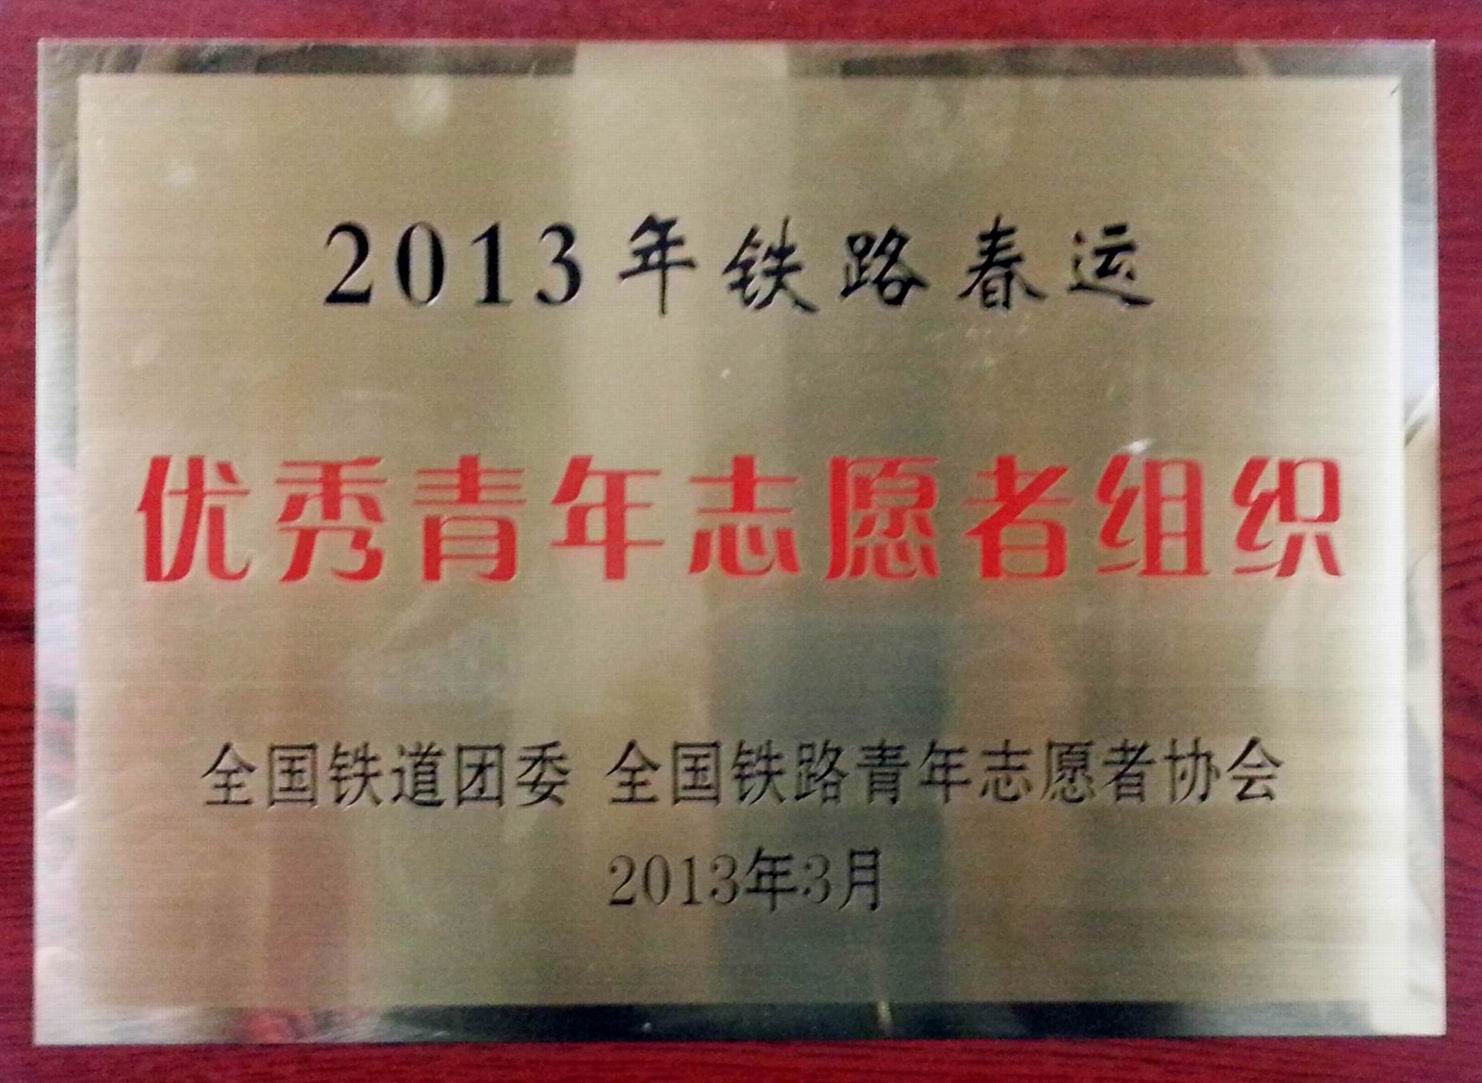 2013年铁路春运
优秀青年志愿者组织
全国铁道团委 全国铁路青年志愿者协会
2013年3月